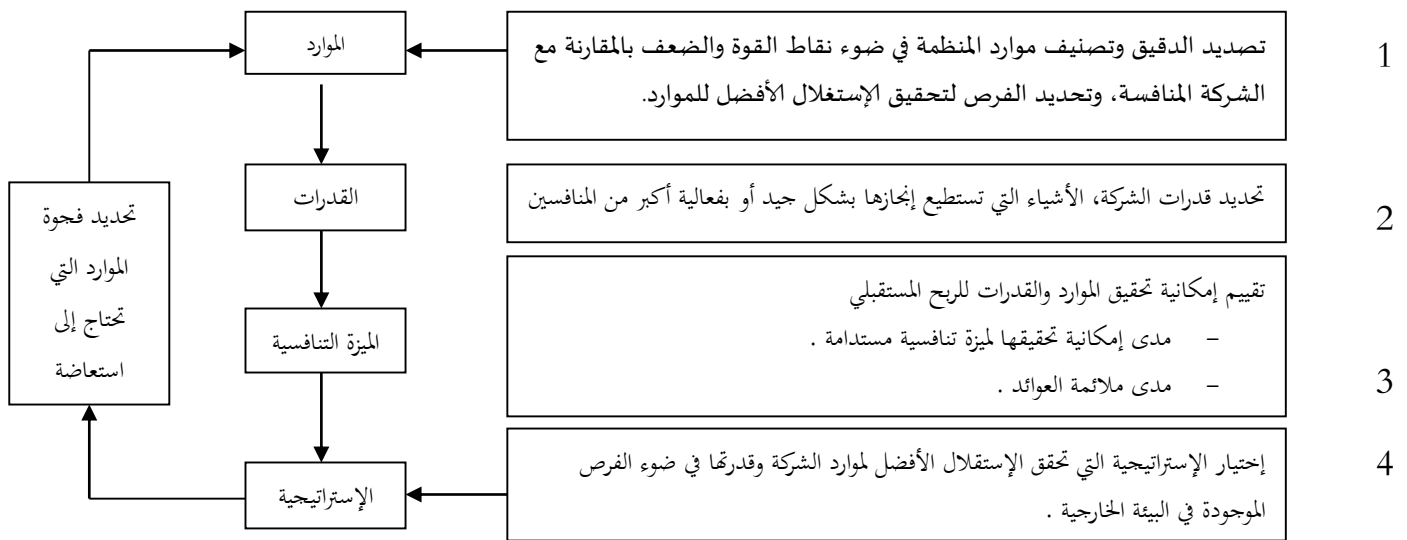 الموارد
تصديد الدقيق وتصنيف موارد المنظمة في ضوء نقاط القوة والضعف بالمقارنة مع
الشركة المنافسة، وتحديد الفرص لتحقيق الإستغلال الأفضل للموارد.
1
القدرات
تحديد قدرات الشركة، الأشياء التي تستطيع إنجازها بشكل جيد أو بفعالية أكبر من المنافسين
2
تحديد فجوة
الموارد التي
تحتاج إلى
استعاضة
الميزة التنافسية
تقييم إمكانية تحقيق الموارد والقدرات للربح المستقبلي
– مدى إمكانية تحقيقها لميزة تنافسية مستدامة .
– مدى ملائمة العوائد .
3
الإستراتيجية
إختيار الإستراتيجية التي تحقق الإستقلال الأفضل لموارد الشركة وقدرتها في ضوء الفرص
الموجودة في البيئة الخارجية .
4